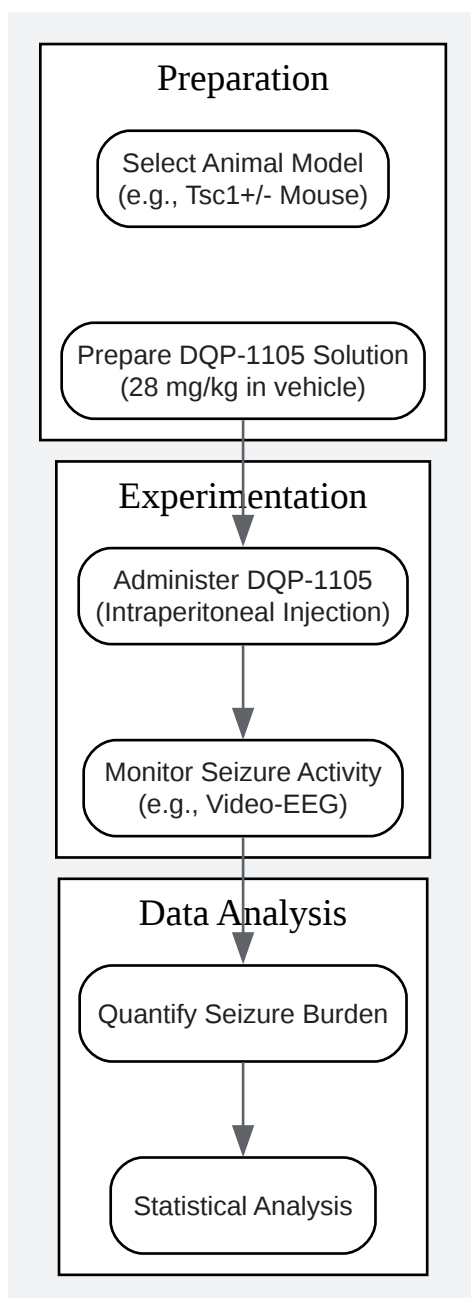 Preparation
Select Animal Model
(e.g., Tsc1+/- Mouse)
Prepare DQP-1105 Solution
(28 mg/kg in vehicle)
Experimentation
Administer DQP-1105
(Intraperitoneal Injection)
Monitor Seizure Activity
(e.g., Video-EEG)
Data Analysis
Quantify Seizure Burden
Statistical Analysis